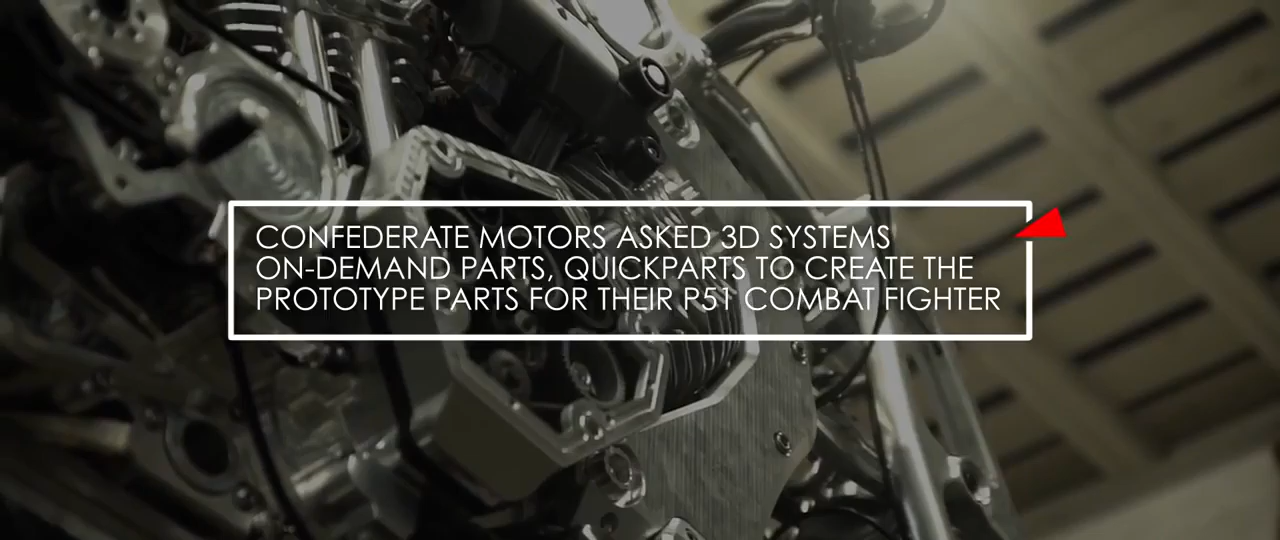 CONFEDERATE MOTORS ASKED 3D SYSTEMS
ON-DEMAND PARTS, QUICKPARTS TO CREATE THE
PROTOTYPE PARTS FOR THEIR P51 COMBAT FIGHTER